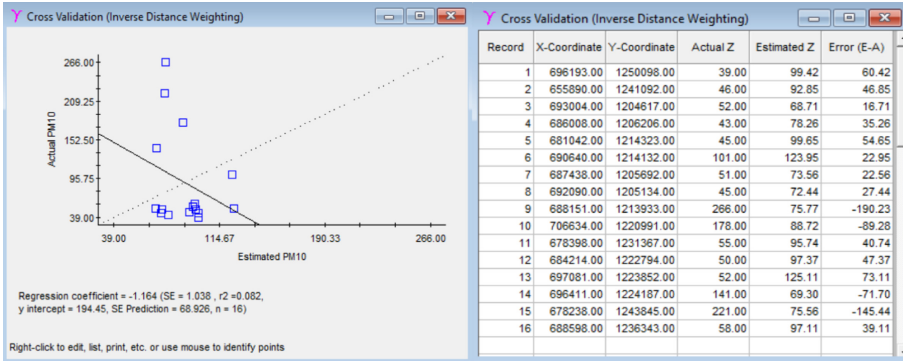 Cross Validation (Inverse Distance Weighting)
266.00
209.25
152.50
95.75
39.00
Actual PM10
39.00 114.67 190.33 266.00
Estimated PM10
Regression coefficient = -1.164 (SE = 1.038 , r2 =0.082,
y intercept = 194.45, SE Prediction = 68.926, n = 16)
Right-click to edit, list, print, etc. or use mouse to identify points
Cross Validation (Inverse Distance Weighting)
Record X-Coordinate Y-Coordinate Actual Z Estimated Z Error (E-A)
1 696193.00 1250098.00 39.00 99.42 60.42
2 655890.00 1241092.00 46.00 92.85 46.85
3 693004.00 1204617.00 52.00 68.71 16.71
4 686008.00 1206206.00 43.00 78.26 35.26
5 681042.00 1214323.00 45.00 99.65 54.65
6 690640.00 1214132.00 101.00 123.95 22.95
7 687438.00 1205692.00 51.00 73.56 22.56
8 692090.00 1205134.00 45.00 72.44 27.44
9 688151.00 1213933.00 266.00 75.77 -190.23
10 706634.00 1220991.00 178.00 88.72 -89.28
11 678398.00 1231367.00 55.00 95.74 40.74
12 684214.00 1222794.00 50.00 97.37 47.37
13 697081.00 1223852.00 52.00 125.11 73.11
14 696411.00 1224187.00 141.00 69.30 -71.70
15 678238.00 1243845.00 221.00 75.56 -145.44
16 688598.00 1236343.00 58.00 97.11 39.11